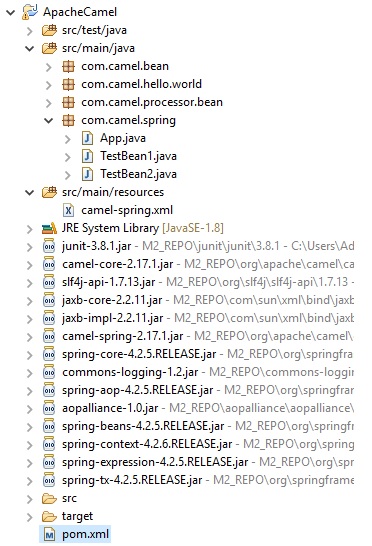 ApacheCamel
src/test/java
src/main/java
com.camel.bean
com.camel.hello.world
com.camel.processor.bean
com.camel.spring
App.java
TestBean1.java
TestBean2.java
src/main/resources
camel-spring.xml
JRE System Library [JavaSE-1.8]
junit-3.8.1.jar - M2_REPO\junit\junit\3.8.1 - C:\Users\Ad
camel-core-2.17.1.jar - M2_REPO\org\apache\camel\ca
slf4j-api-1.7.13.jar - M2_REPO\org\slf4j\slf4j-api\1.7.13 -
jaxb-core-2.2.11.jar - M2_REPO\com\sun\xml\bind\jaxb
jaxb-impl-2.2.11.jar - M2_REPO\com\sun\xml\bind\jaxb
camel-spring-2.17.1.jar - M2_REPO\org\apache\camel\
spring-core-4.2.5.RELEASE.jar - M2_REPO\org\springfram
commons-logging-1.2.jar - M2_REPO\commons-loggin
spring-aop-4.2.5.RELEASE.jar - M2_REPO\org\springfram
aopalliance-1.0.jar - M2_REPO\aopalliance\aopalliance\
spring-beans-4.2.5.RELEASE.jar - M2_REPO\org\springfra
spring-context-4.2.6.RELEASE.jar - M2_REPO\org\springf
spring-expression-4.2.5.RELEASE.jar - M2_REPO\org\spr
spring-tx-4.2.5.RELEASE.jar - M2_REPO\org\springframe
src
target
pom.xml